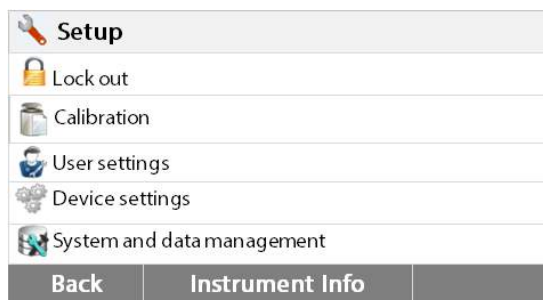 Setup
Lock out
Calibration
User settings
Device settings
System and data management
Back Instrument Info